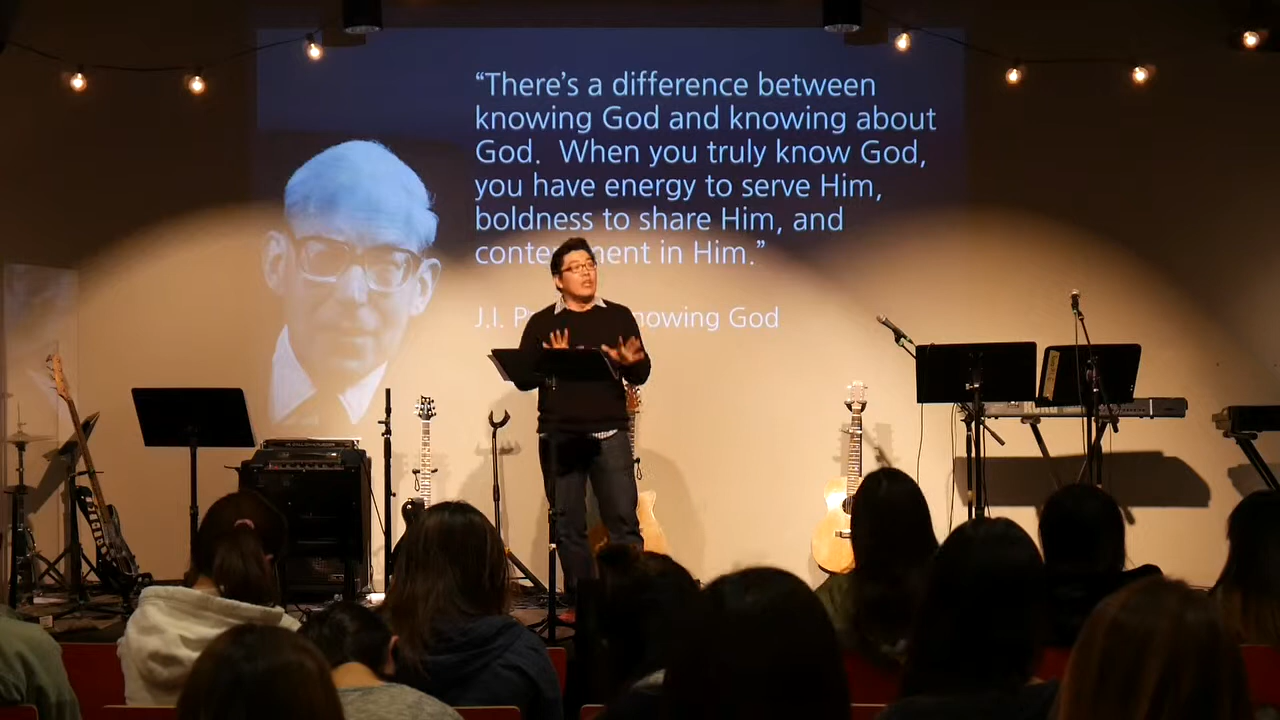 “There’s a difference between
knowing God and knowing about
God.  When you truly know God,
you have energy to serve Him,
boldness to share Him, and
in Him.”
J.I. God